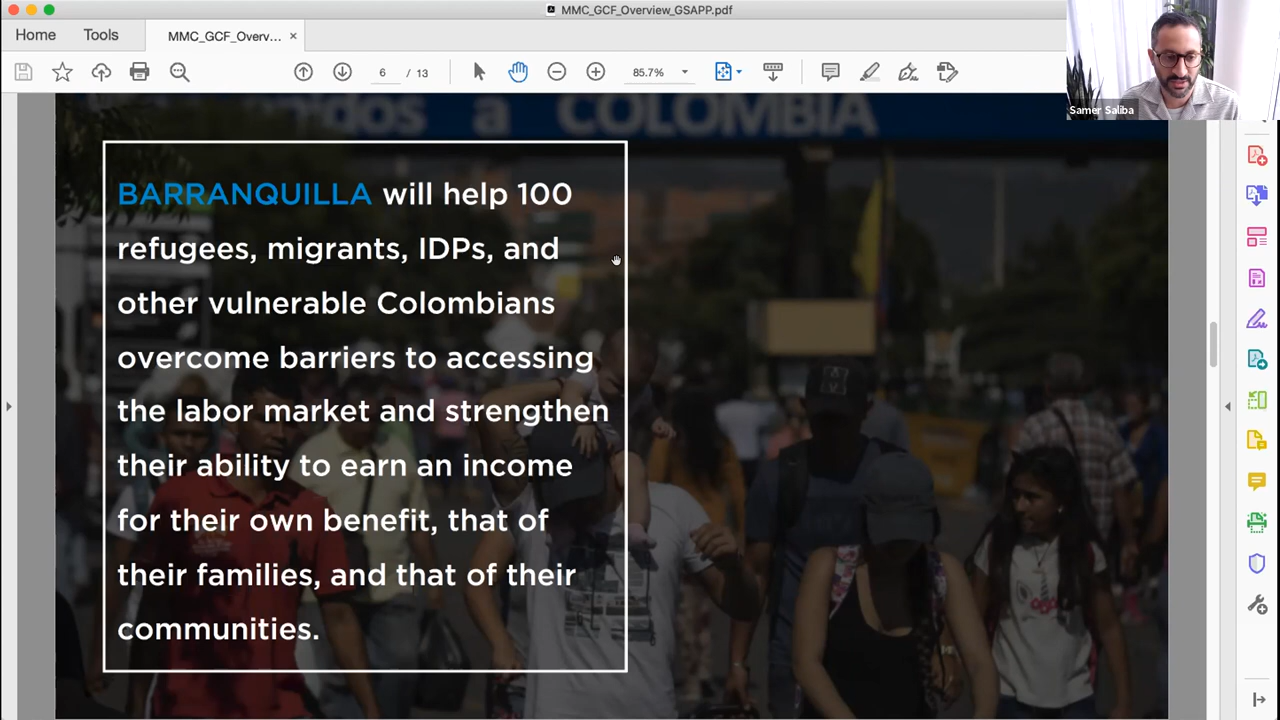 MMC_GCF_Overview_GSAPP.pdf
Home
Tools
MMC_GCF_Overv...
6 / 13
85.7%
Samer Saliba
a COLOMBIA
BARRANQUILLA will help 100
refugees, migrants, IDPs, and
other vulnerable Colombians
overcome barriers to accessing
the labor market and strengthen
their ability to earn an income
for their own benefit, that of
their families, and that of their
communities.